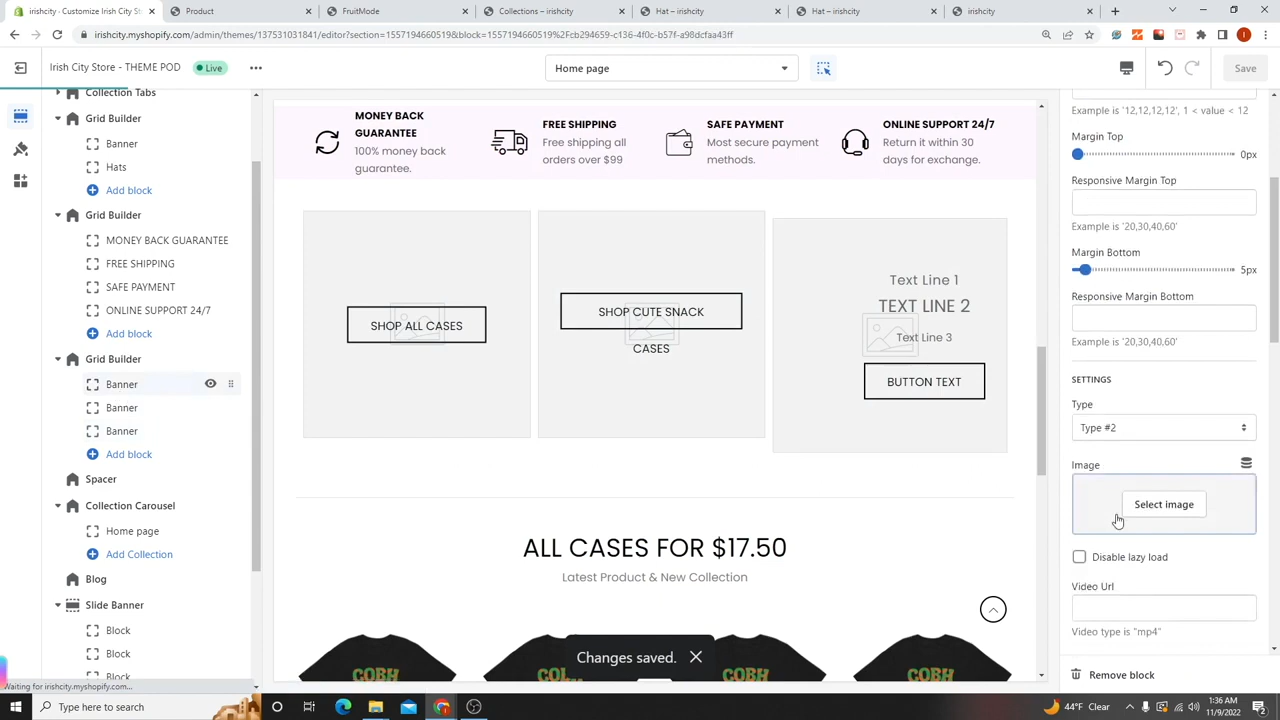 irishcity - Customize Irish City St
Product
FruitMode
Collections – irishcity
Hat – irishcity
Hat – irishcity
irishcity
irishcity.myshopify.com/admin/themes/137531031841/editor?section=1557194660519&block=1557194660519%2fcb294659-c136-4f0c-b57f-a98dcfaa43ff
Irish City Store - THEME POD
Live
Home page
Save
Collection Tabs
Grid Builder
Banner
Hats
Add block
Grid Builder
MONEY BACK GUARANTEE
FREE SHIPPING
SAFE PAYMENT
ONLINE SUPPORT 24/7
Add block
Grid Builder
Banner
Banner
Banner
Add block
Spacer
Collection Carousel
Home page
Add Collection
Blog
Slide Banner
Block
Block
Block
Waiting for irishcity.myshopify.com...
MONEY BACK
GUARANTEE
100% money back
guarantee.
FREE SHIPPING
Free shipping all
orders over $99
SAFE PAYMENT
Most secure payment
methods.
ONLINE SUPPORT 24/7
Return it within 30
days for exchange.
SHOP ALL CASES
SHOP CUTE SNACK
CASES
Text Line 1
TEXT LINE 2
Text Line 3
BUTTON TEXT
ALL CASES FOR $17.50
Latest Product & New Collection
COBH
COBH
Changes saved.
Example is '12,12,12,12', 1 < value < 12
Margin Top
0px
Responsive Margin Top
Example is '20,30,40,60'
Margin Bottom
5px
Responsive Margin Bottom
Example is '20,30,40,60'
SETTINGS
Type
Type #2
Image
Select image
Disable lazy load
Video Url
Video type is "mp4"
Remove block
Type here to search
44°F Clear
1:36 AM
11/9/2022